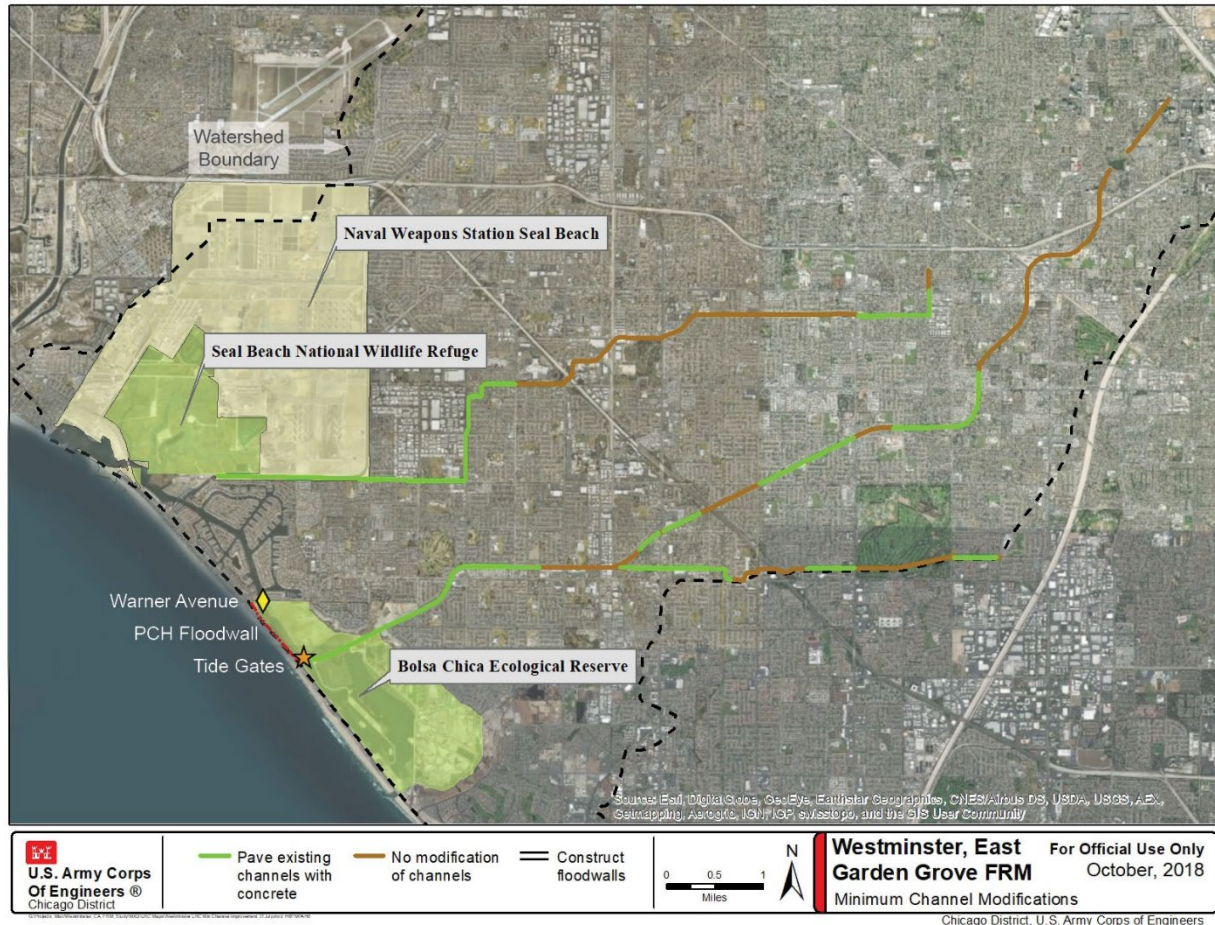 Watershed
Boundary
Naval Weapons Station Seal Beach
Seal Beach National Wildlife Refuge
Warner Avenue
PCH Floodwall
Tide Gates
Bolsa Chica Ecological Reserve
Source: Esri, DigitalGlobe, GeoEye, Earthstar Geographics, CNES/Airbus DS, USDA, USGS, AEX,
Getmapping, Aerogrid, IGN, IGP, swisstopo, and the GIS User Community
U.S. Army Corps
Of Engineers ®
Chicago District
Pave existing
channels with
concrete
No modification
of channels
Construct
floodwalls
N
0 0.5 1
Miles
Westminster, East
Garden Grove FRM
Minimum Channel Modifications
For Official Use Only
October, 2018
Chicago District, U.S. Army Corps of Engineers